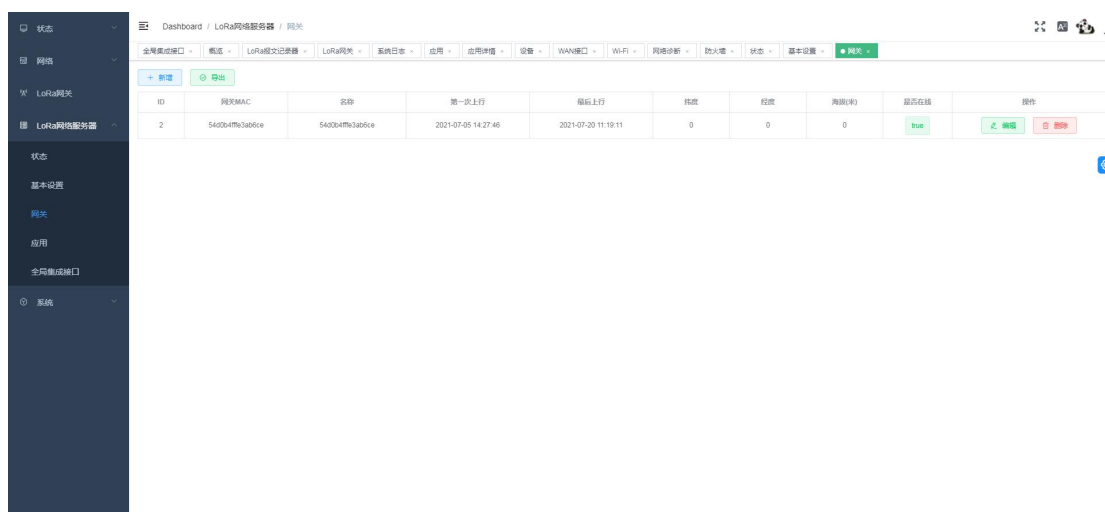 状态
网络
LoRa网关
LoRa网络服务器
状态
基本设置
网关
应用
全局集成接口
系统
Dashboard / LoRa网络服务器 / 网关
全局集成接口 × 概览 × LoRa报文记录器 × LoRa网关 × 系统日志 × 应用 × 应用详情 × 设备 × WAN接口 × Wi-Fi × 网络诊断 × 防火墙 × 状态 × 基本设置 × 网关 ×
+ 新增 导出
ID 网关MAC 名称 第一次上行 最后上行 纬度 经度 海拔(米) 是否在线 操作
2 54d0b4fffe3ab6ce 54d0b4fffe3ab6ce 2021-07-05 14:27:46 2021-07-20 11:19:11 0 0 0 true 编辑 删除